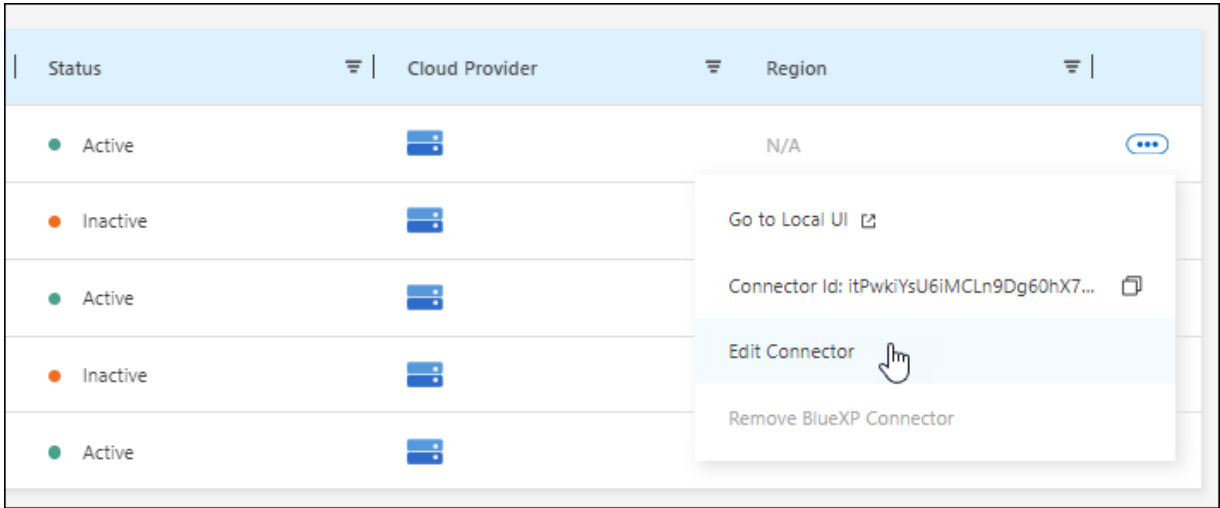 Status Cloud Provider Region
Active N/A
Inactive
Go to Local UI
Active
Connector Id: itPwkiYsU6iMCLn9Dg60hX7...
Edit Connector
Inactive
Remove BlueXP Connector
Active